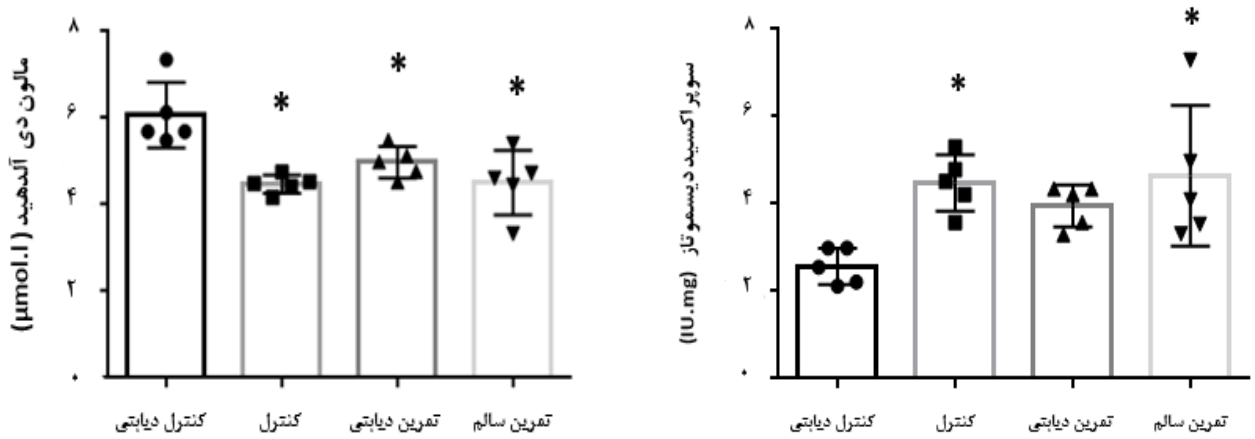 مالون دی آلدهید (µmol.l)
۸
۶
۴
۲
۰
*
*
*
کنترل دیابتی
کنترل
تمرین دیابتی
تمرین سالم
سوپراکسید دیسموتاز (IU.mg)
۸
۶
۴
۲
۰
*
*
کنترل دیابتی
کنترل
تمرین دیابتی
تمرین سالم